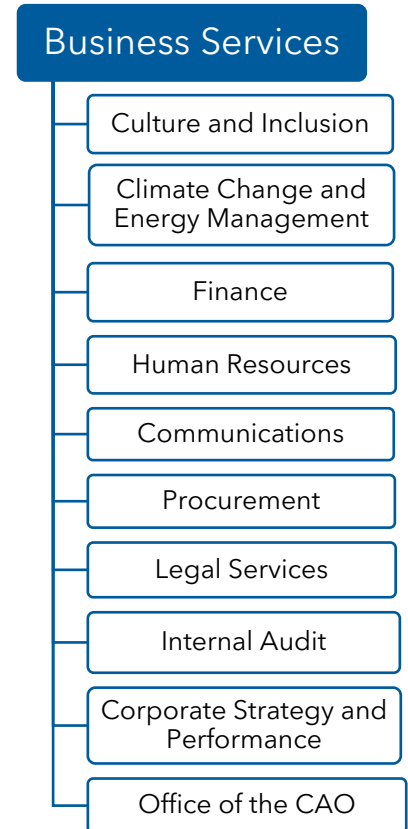 Business Services
Culture and Inclusion
Climate Change and
Energy Management
Finance
Human Resources
Communications
Procurement
Legal Services
Internal Audit
Corporate Strategy and
Performance
Office of the CAO